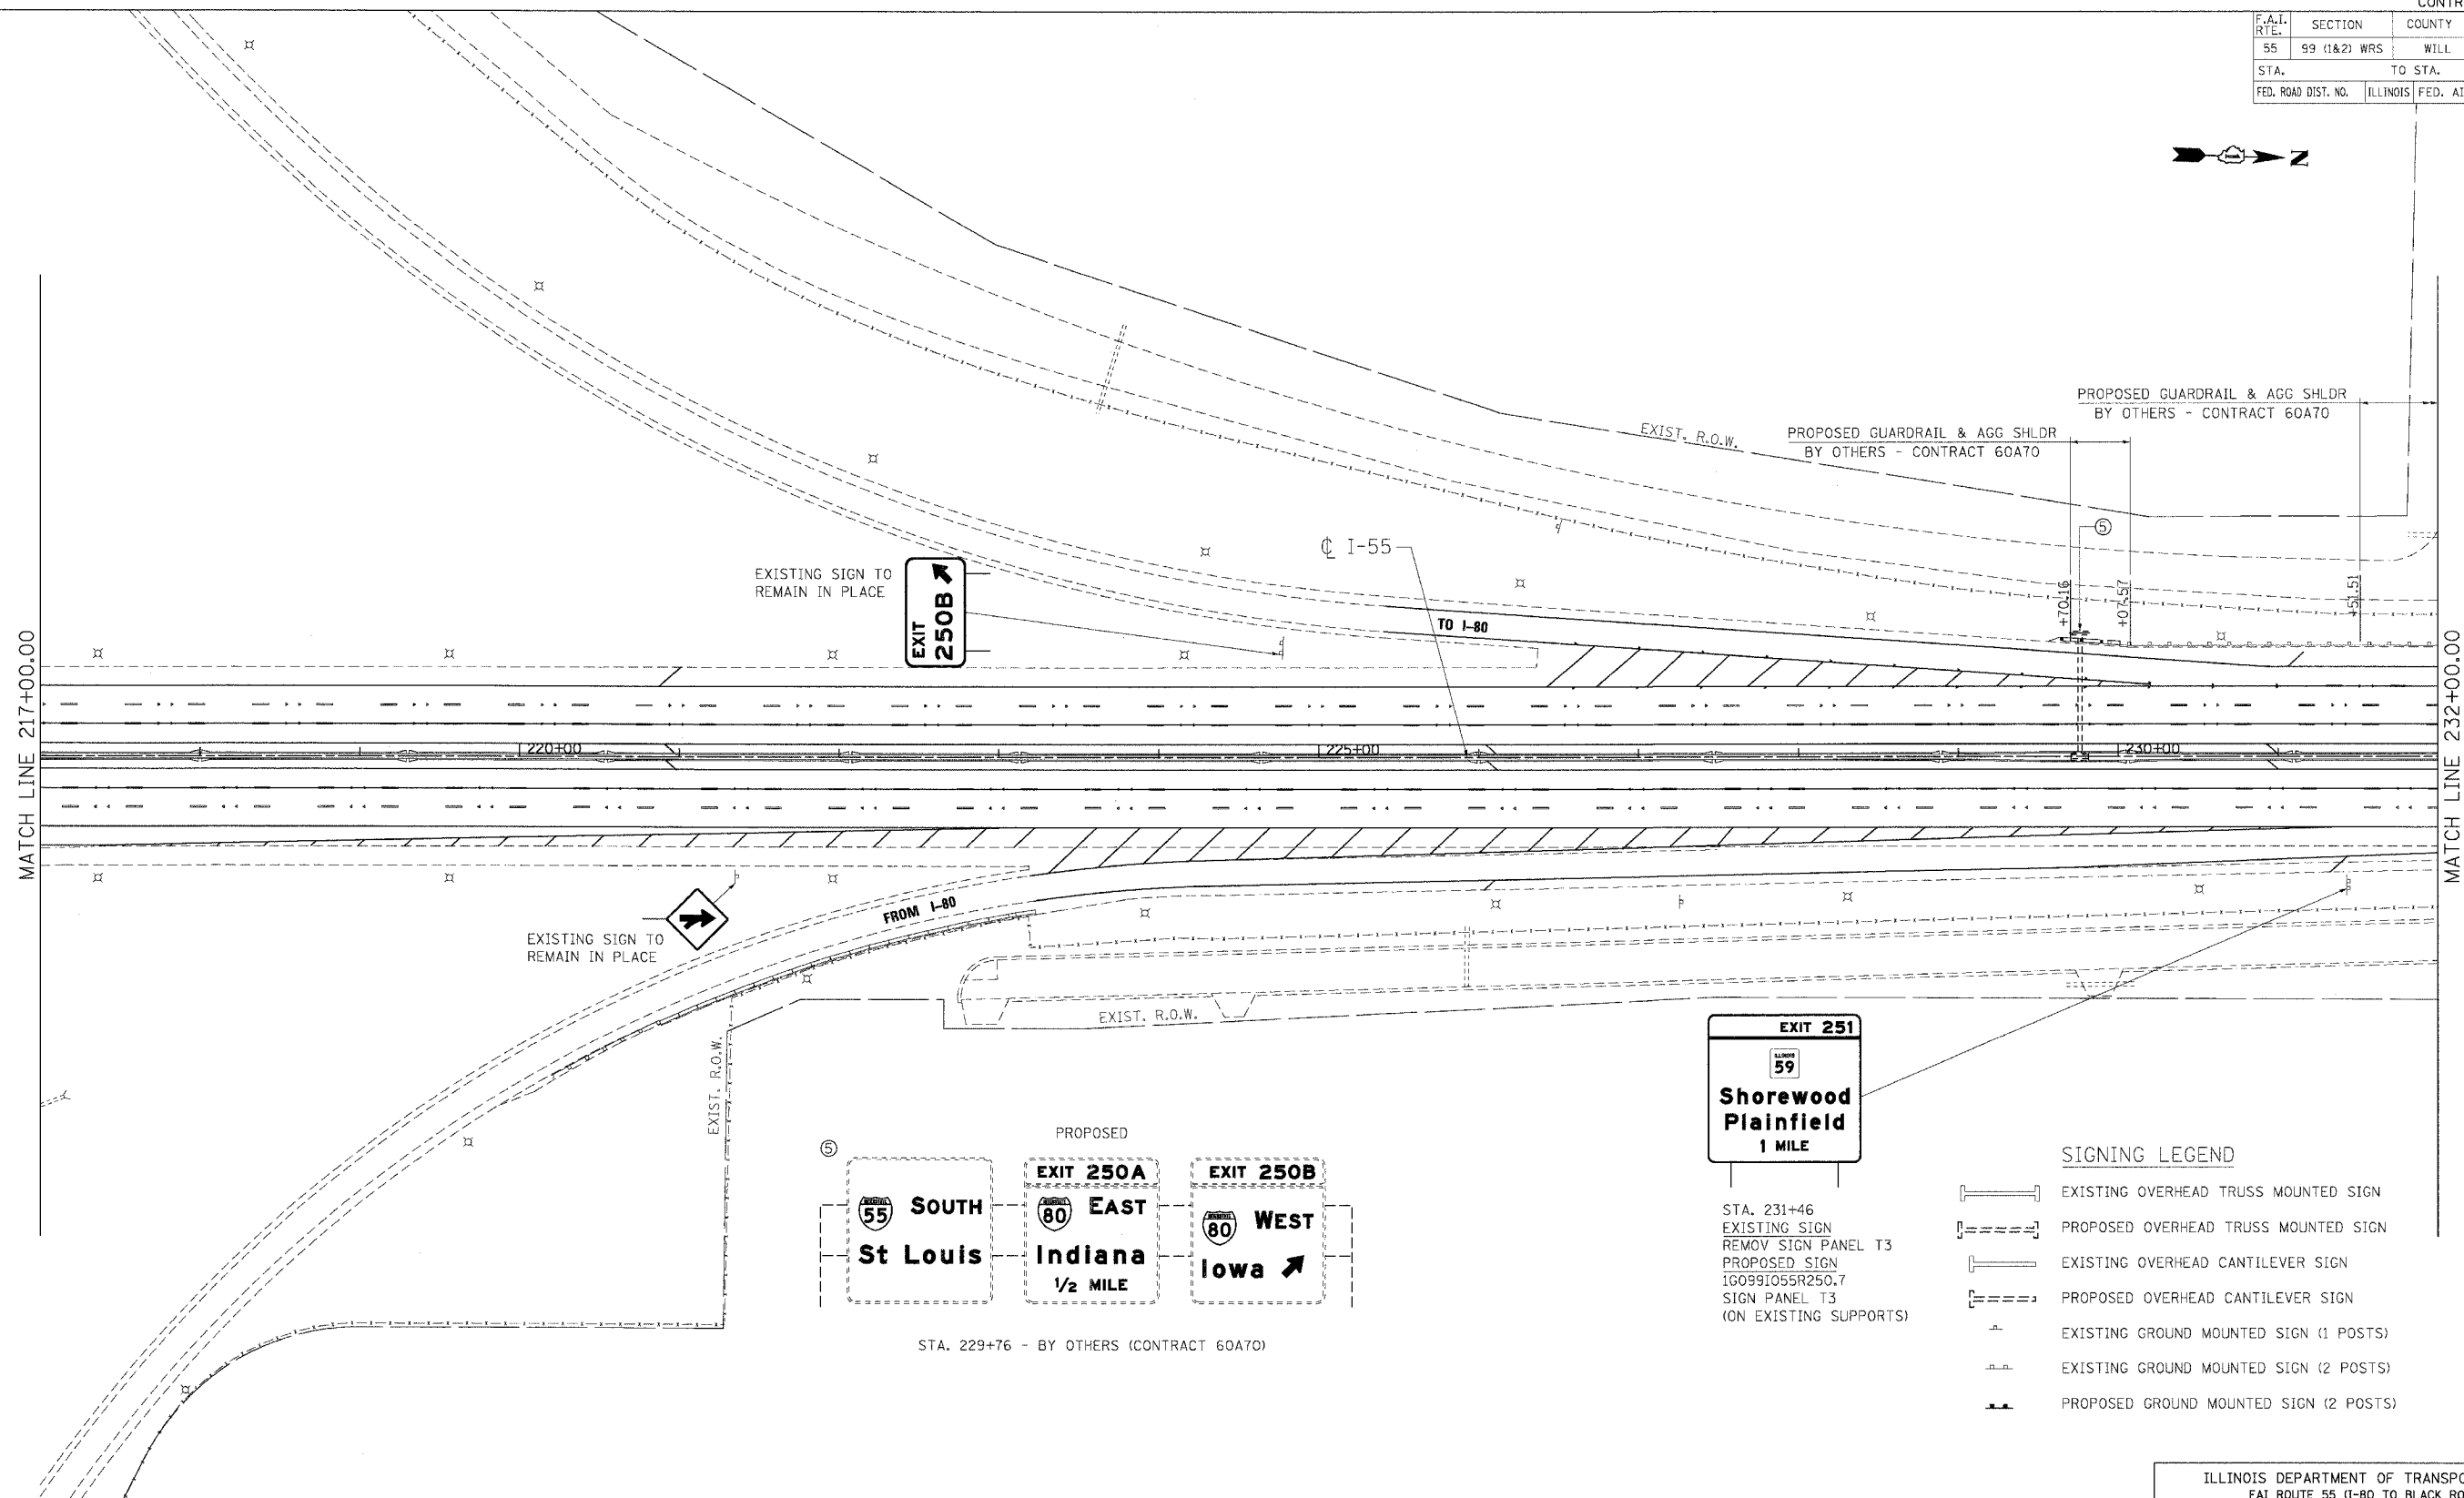 CONTR
F.A.I. RTE. SECTION COUNTY
55 99 (1&2) WRS WILL
STA. TO STA.
FED. ROAD DIST. NO. ILLINOIS FED. AI
N
PROPOSED GUARDRAIL & AGG SHLDR
BY OTHERS - CONTRACT 60A70
EXIST. R.O.W.
PROPOSED GUARDRAIL & AGG SHLDR
BY OTHERS - CONTRACT 60A70
5
℄ I-55
EXISTING SIGN TO
REMAIN IN PLACE
EXIT
250B
+70.16
+07.57
+51.51
TO I-80
MATCH LINE 217+00.00
220+00
225+00
230+00
MATCH LINE 232+00.00
FROM I-80
EXISTING SIGN TO
REMAIN IN PLACE
EXIST. R.O.W.
EXIST. R.O.W.
EXIT 251
ILLINOIS
59
Shorewood
Plainfield
1 MILE
STA. 231+46
EXISTING SIGN
REMOV SIGN PANEL T3
PROPOSED SIGN
1G099I055R250.7
SIGN PANEL T3
(ON EXISTING SUPPORTS)
PROPOSED
5
55 SOUTH
St Louis
EXIT 250A
80 EAST
Indiana
1/2 MILE
EXIT 250B
80 WEST
Iowa
STA. 229+76 - BY OTHERS (CONTRACT 60A70)
SIGNING LEGEND
EXISTING OVERHEAD TRUSS MOUNTED SIGN
PROPOSED OVERHEAD TRUSS MOUNTED SIGN
EXISTING OVERHEAD CANTILEVER SIGN
PROPOSED OVERHEAD CANTILEVER SIGN
EXISTING GROUND MOUNTED SIGN (1 POSTS)
EXISTING GROUND MOUNTED SIGN (2 POSTS)
PROPOSED GROUND MOUNTED SIGN (2 POSTS)
ILLINOIS DEPARTMENT OF TRANSPO
FAI ROUTE 55 (I-80 TO BLACK RO